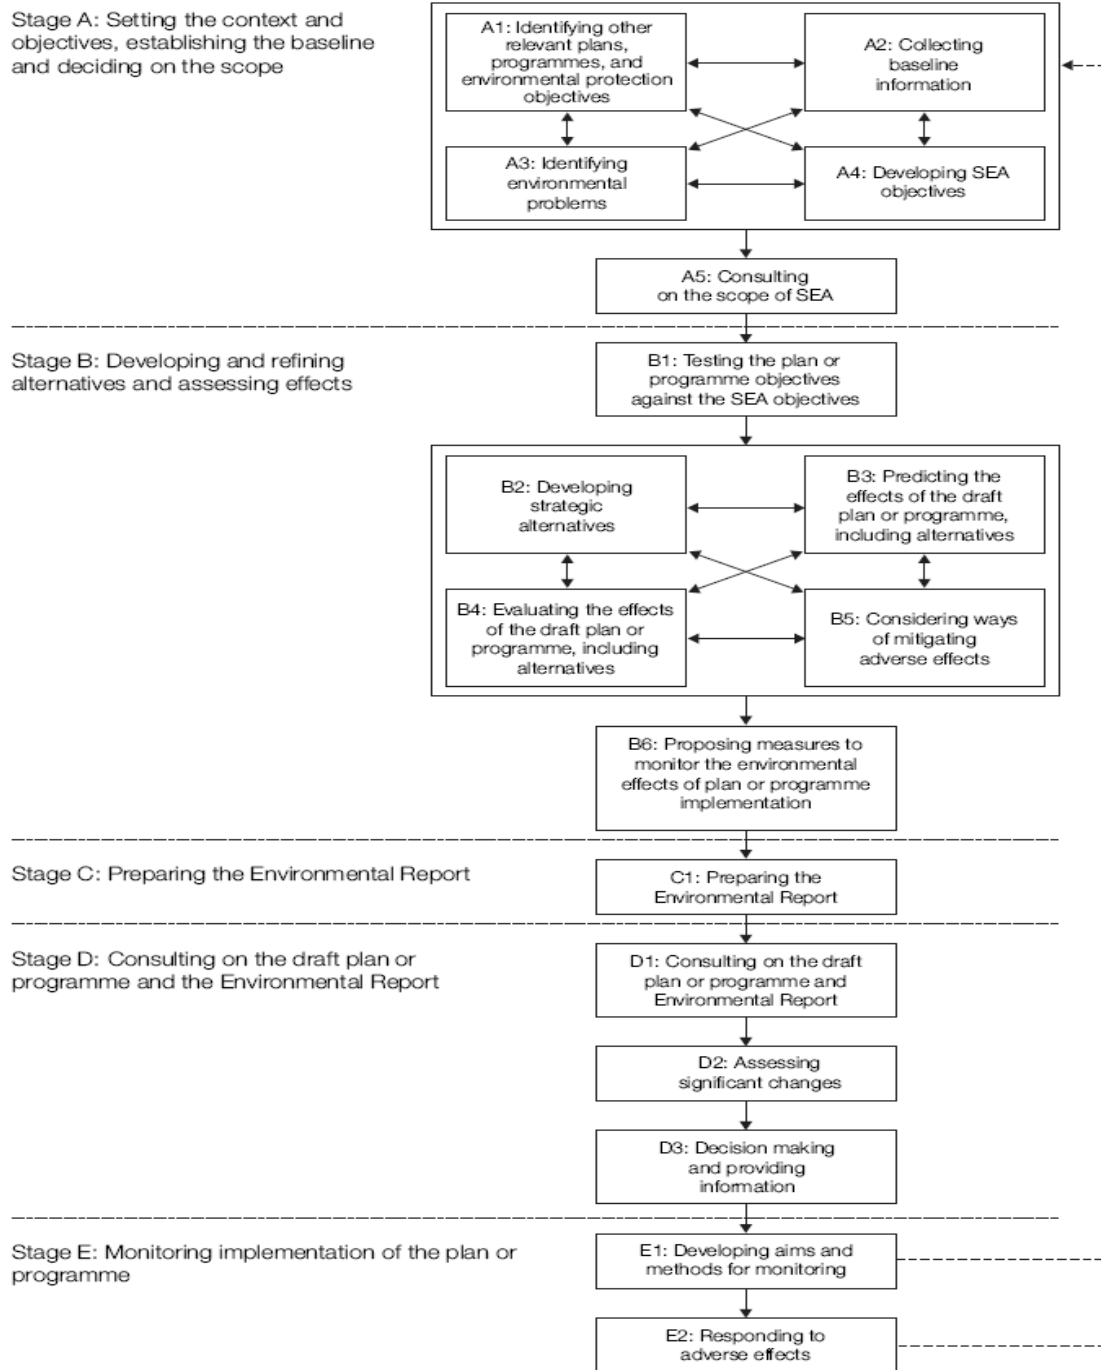 Stage A: Setting the context and
objectives, establishing the baseline
and deciding on the scope
A1: Identifying other
relevant plans,
programmes, and
environmental protection
objectives
A2: Collecting
baseline
information
A3: Identifying
environmental
problems
A4: Developing SEA
objectives
A5: Consulting
on the scope of SEA
Stage B: Developing and refining
alternatives and assessing effects
B1: Testing the plan or
programme objectives
against the SEA objectives
B2: Developing
strategic
alternatives
B3: Predicting the
effects of the draft
plan or programme,
including alternatives
B4: Evaluating the effects
of the draft plan or
programme, including
alternatives
B5: Considering ways
of mitigating
adverse effects
B6: Proposing measures to
monitor the environmental
effects of plan or programme
implementation
Stage C: Preparing the Environmental Report
C1: Preparing the
Environmental Report
Stage D: Consulting on the draft plan or
programme and the Environmental Report
D1: Consulting on the draft
plan or programme and
Environmental Report
D2: Assessing
significant changes
D3: Decision making
and providing
information
Stage E: Monitoring implementation of the plan or
programme
E1: Developing aims and
methods for monitoring
E2: Responding to
adverse effects